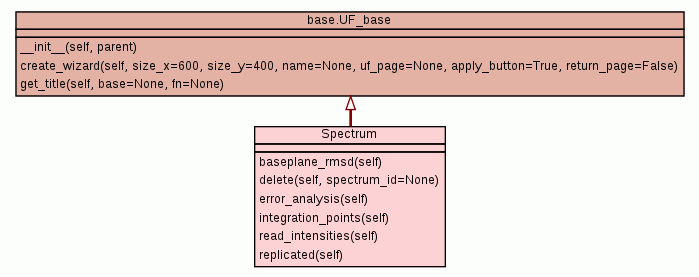 base.UF_base
__init__(self, parent)
create_wizard(self, size_x=600, size_y=400, name=None, uf_page=None, apply_button=True, return_page=False)
get_title(self, base=None, fn=None)
Spectrum
baseplane_rmsd(self)
delete(self, spectrum_id=None)
error_analysis(self)
integration_points(self)
read_intensities(self)
replicated(self)